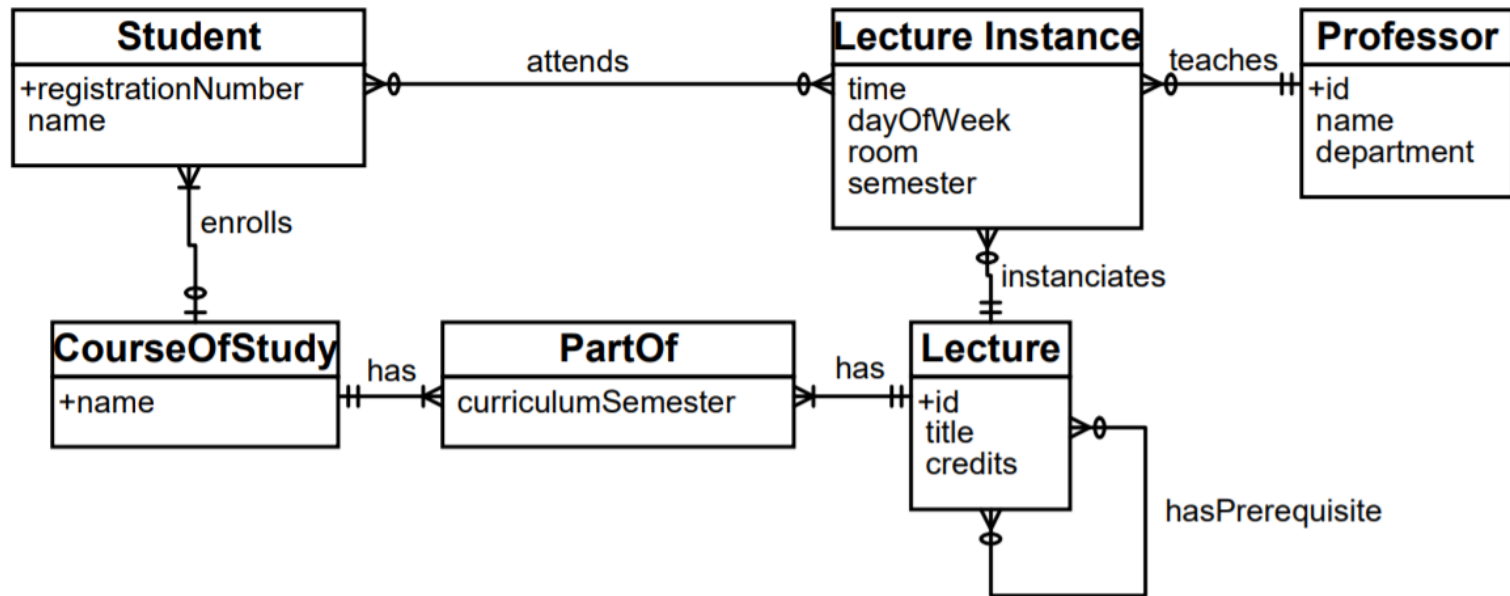 Student
+registrationNumber
name
attends
Lecture Instance
time
dayOfWeek
room
semester
teaches
Professor
+id
name
department
enrolls
instanciates
CourseOfStudy
+name
has
PartOf
curriculumSemester
has
Lecture
+id
title
credits
hasPrerequisite